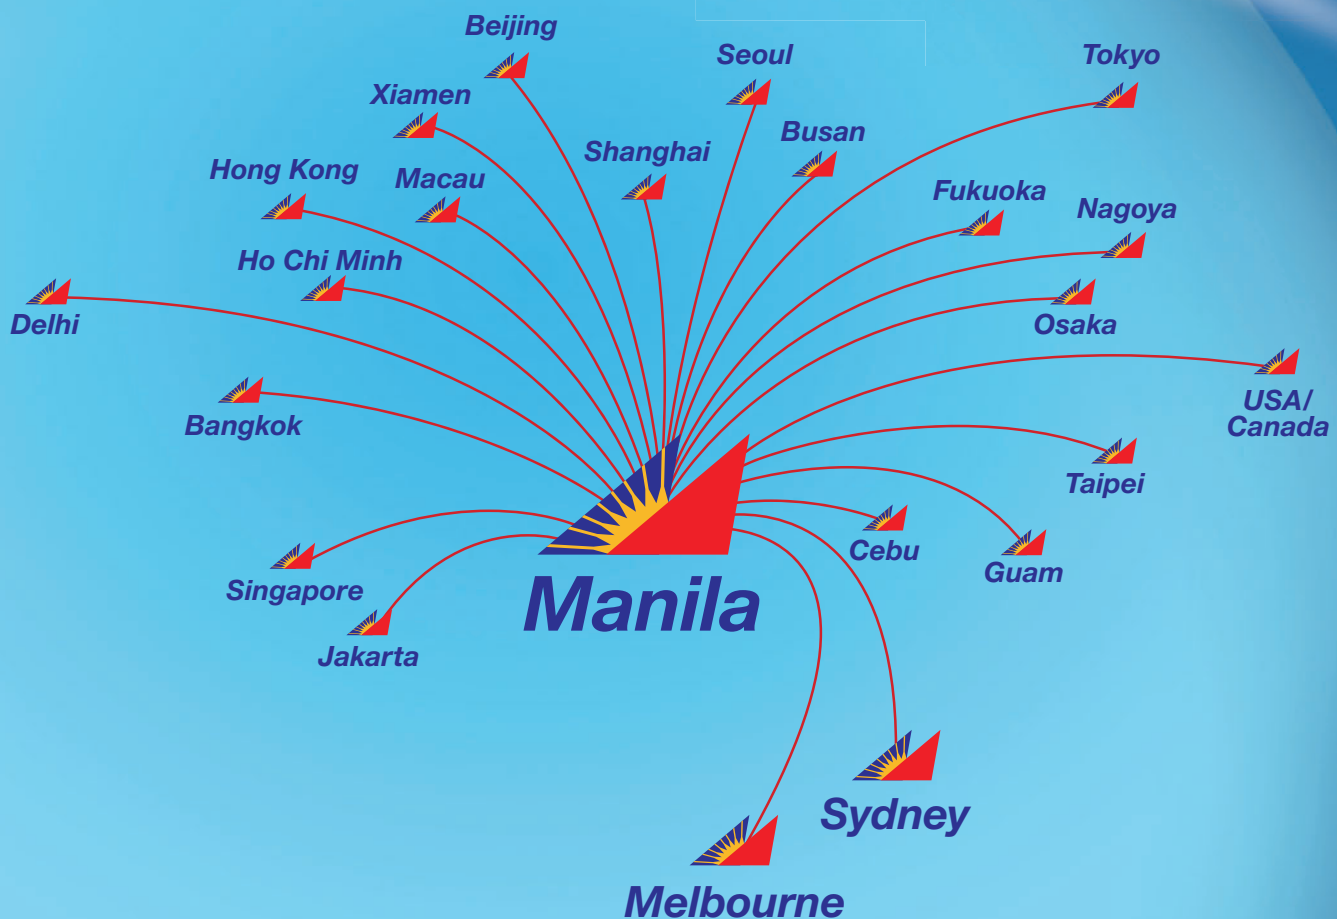 Beijing
Seoul
Tokyo
Xiamen
Busan
Shanghai
Hong Kong
Macau
Fukuoka
Nagoya
Ho Chi Minh
Delhi
Osaka
Bangkok
USA/
Canada
Taipei
Cebu
Guam
Singapore
Manila
Jakarta
Sydney
Melbourne